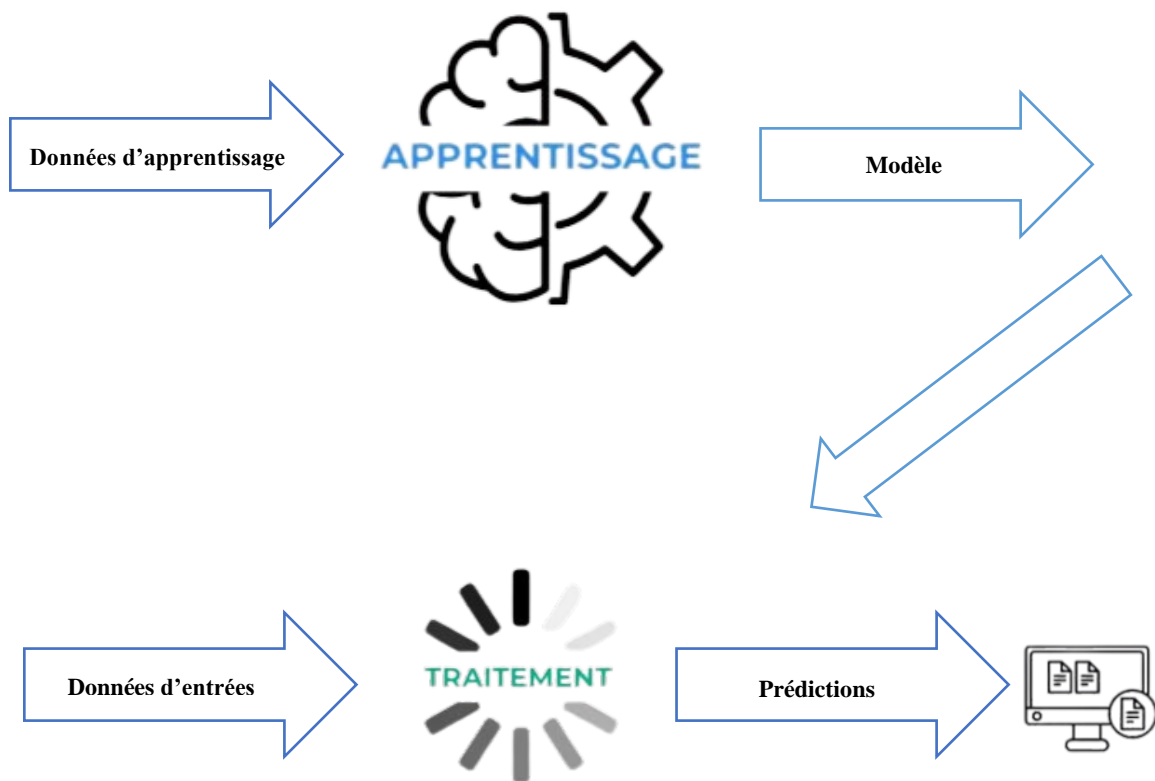 Données d’apprentissage
APPRENTISSAGE
Modèle
Données d’entrées
TRAITEMENT
Prédictions